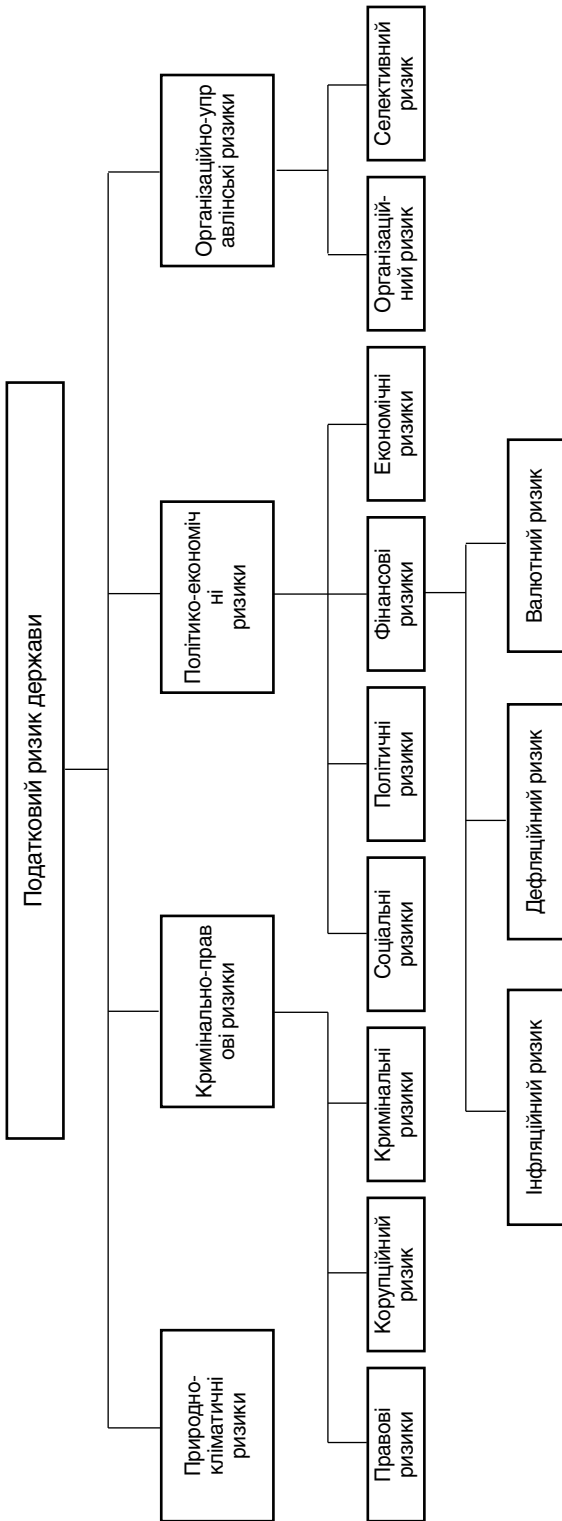 Податковий ризик держави
Природно-
кліматичні
ризики
Кримінально-прав
ові ризики
Політико-економіч
ні
ризики
Організаційно-упр
авлінські ризики
Правові
ризики
Корупційний
ризик
Кримінальні
ризики
Соціальні
ризики
Політичні
ризики
Фінансові
ризики
Економічні
ризики
Організацій-
ний ризик
Селективний
ризик
Інфляційний ризик
Дефляційний ризик
Валютний ризик